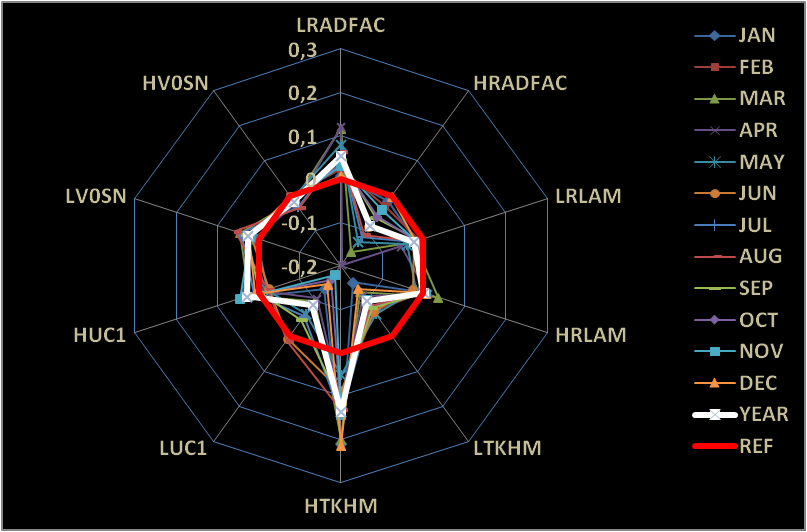 LRADFAC
HRADFAC
LRLAM
HRLAM
LTKHM
HTKHM
LUC1
HUC1
LV0SN
HV0SN
0,3
0,2
0,1
0
-0,1
-0,2
JAN
FEB
MAR
APR
MAY
JUN
JUL
AUG
SEP
OCT
NOV
DEC
YEAR
REF